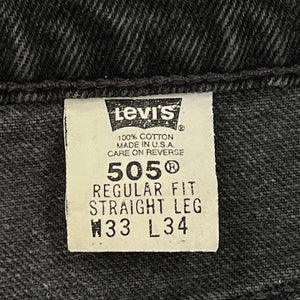 Levi's ®
100% COTTON
MADE IN U.S.A.
CARE ON REVERSE
505®
REGULAR FIT
STRAIGHT LEG
W33 L34